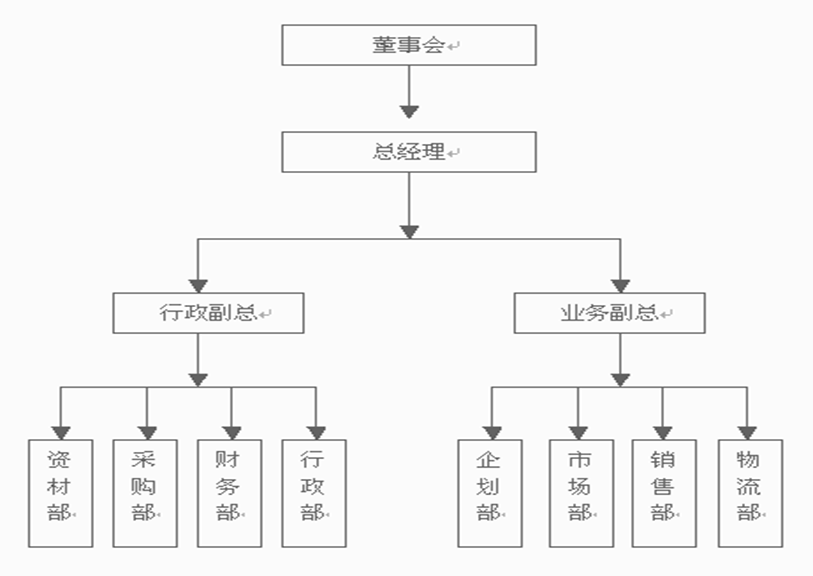 董事会
总经理
行政副总
业务副总
资材部
采购部
财务部
行政部
企划部
市场部
销售部
物流部